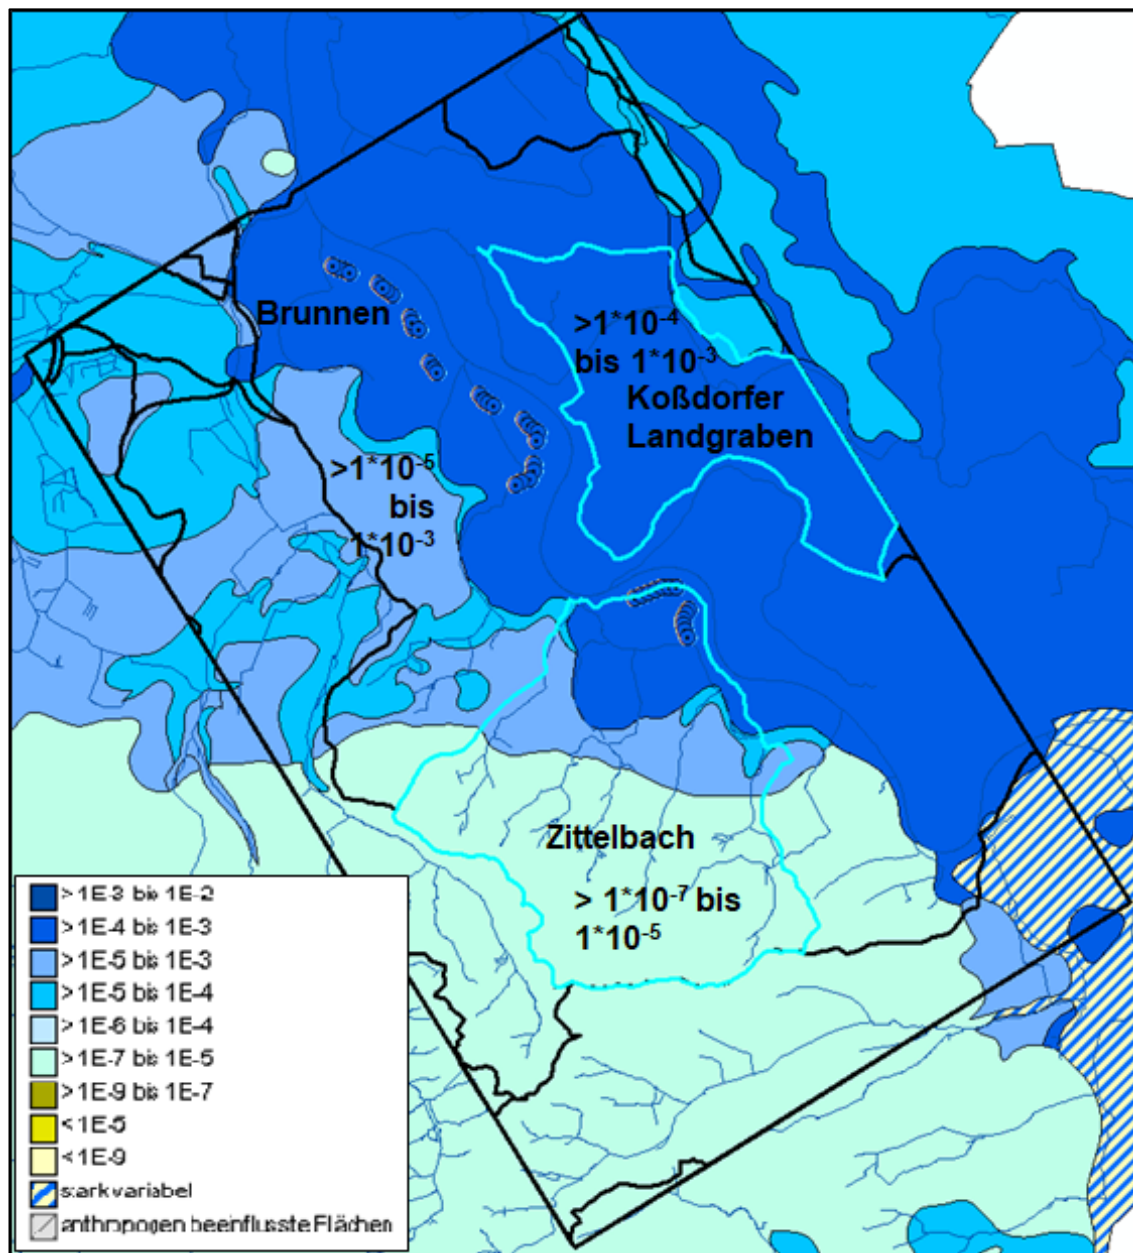 Brunnen
>1*10⁻⁴
bis 1*10⁻³
Koßdorfer
Landgraben
>1*10⁻⁵
bis
1*10⁻³
Zittelbach
> 1*10⁻⁷ bis
1*10⁻⁵
> 1E-3 bis 1E-2
> 1E-4 bis 1E-3
> 1E-5 bis 1E-3
> 1E-5 bis 1E-4
> 1E-6 bis 1E-4
> 1E-7 bis 1E-5
> 1E-9 bis 1E-7
< 1E-5
< 1E-9
stark variabel
anthropogen beeinflusste Flächen